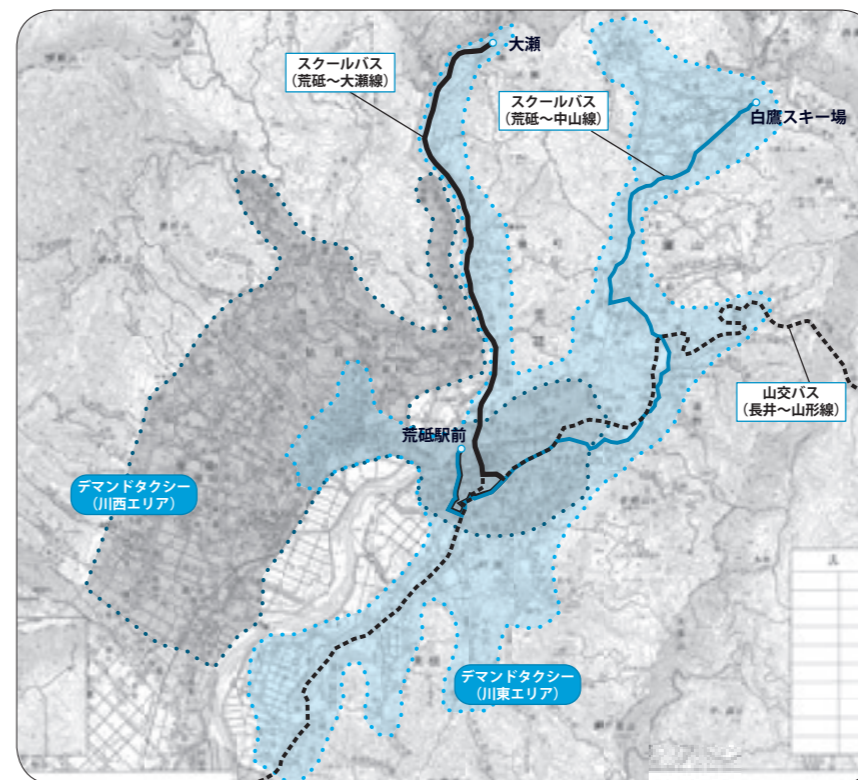 大瀬
スクールバス
（荒砥〜大瀬線）
スクールバス
（荒砥〜中山線）
白鷹スキー場
山交バス
（長井〜山形線）
荒砥駅前
デマンドタクシー
（川西エリア）
デマンドタクシー
（川東エリア）